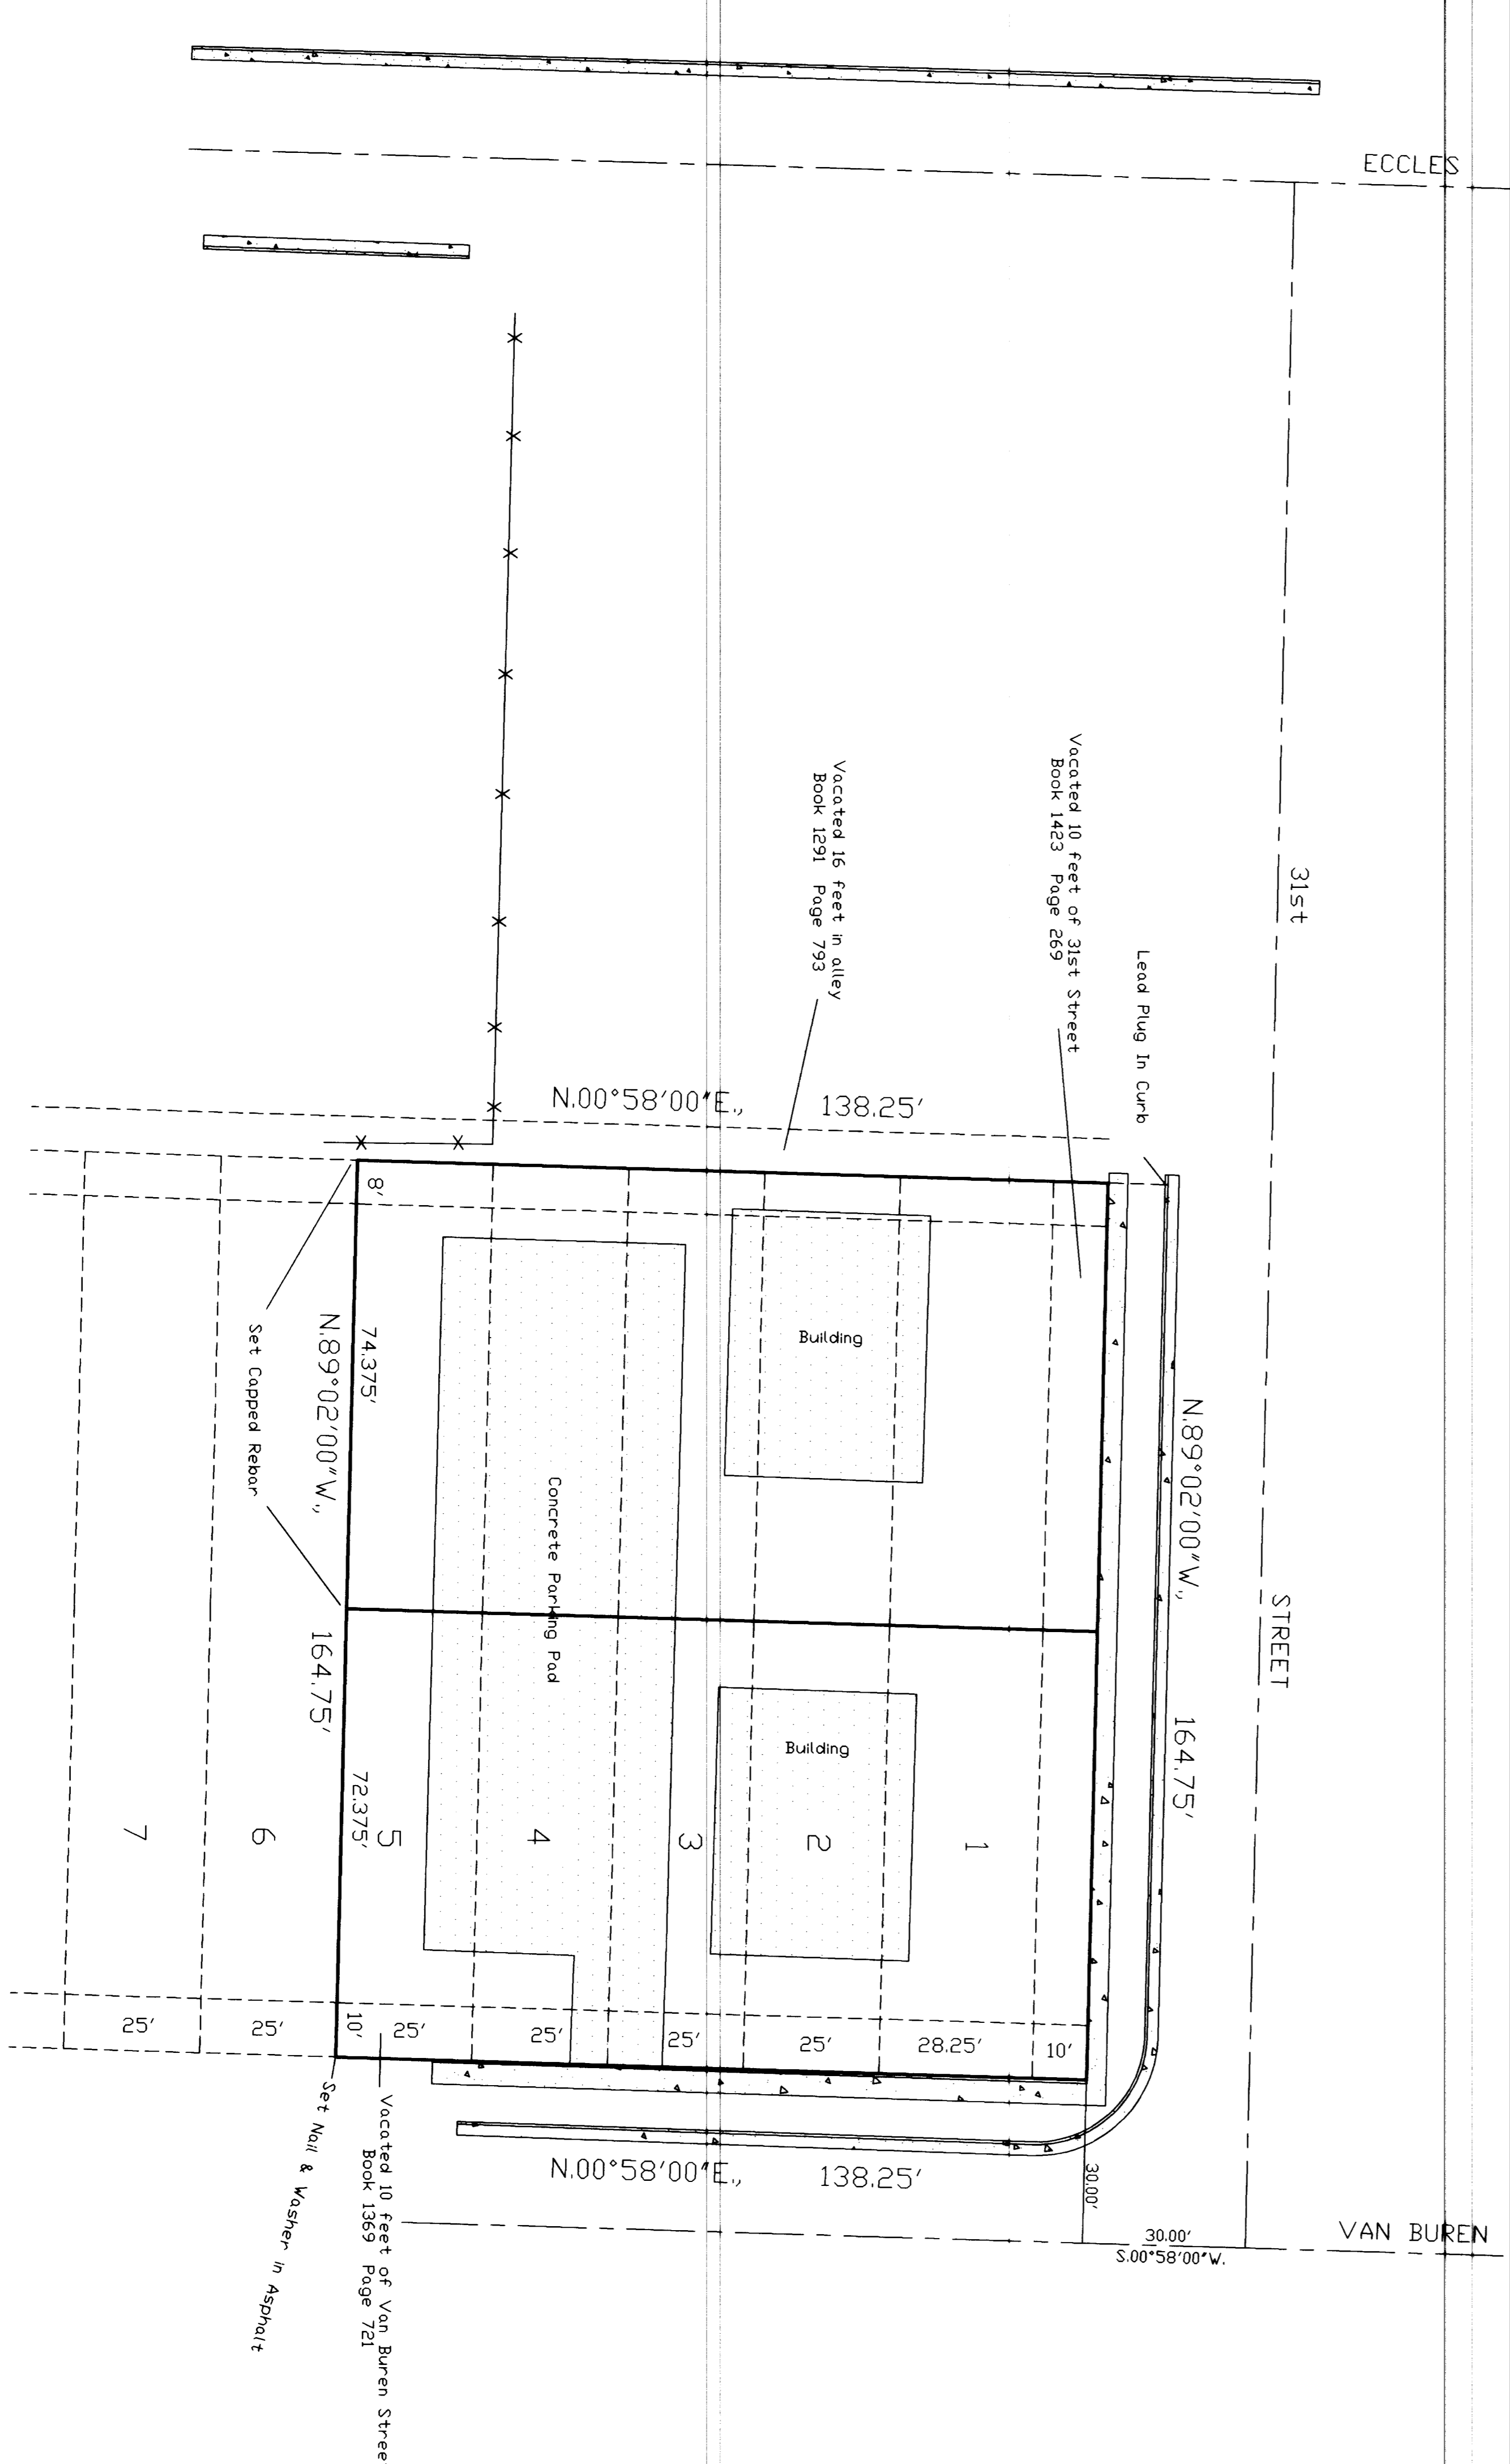 ECCLES
31st
STREET
VAN BUREN
Lead Plug In Curb
Vacated 10 feet of 31st Street
Book 1423 Page 269
Vacated 16 feet in alley
Book 1291 Page 793
N.00°58'00"E., 138.25'
N.89°02'00"W., 164.75'
8'
74.375'
Building
Set Capped Rebar
N.89°02'00"W., 164.75'
Concrete Parking Pad
Building
72.375'
7
6
5
4
3
2
1
25'
25'
10'
25'
25'
25'
25'
28.25'
10'
Set Nail & Washer in Asphalt
Vacated 10 feet of Van Buren Stree
Book 1369 Page 721
N.00°58'00"E., 138.25'
30.00'
30.00'
S.00°58'00"W.